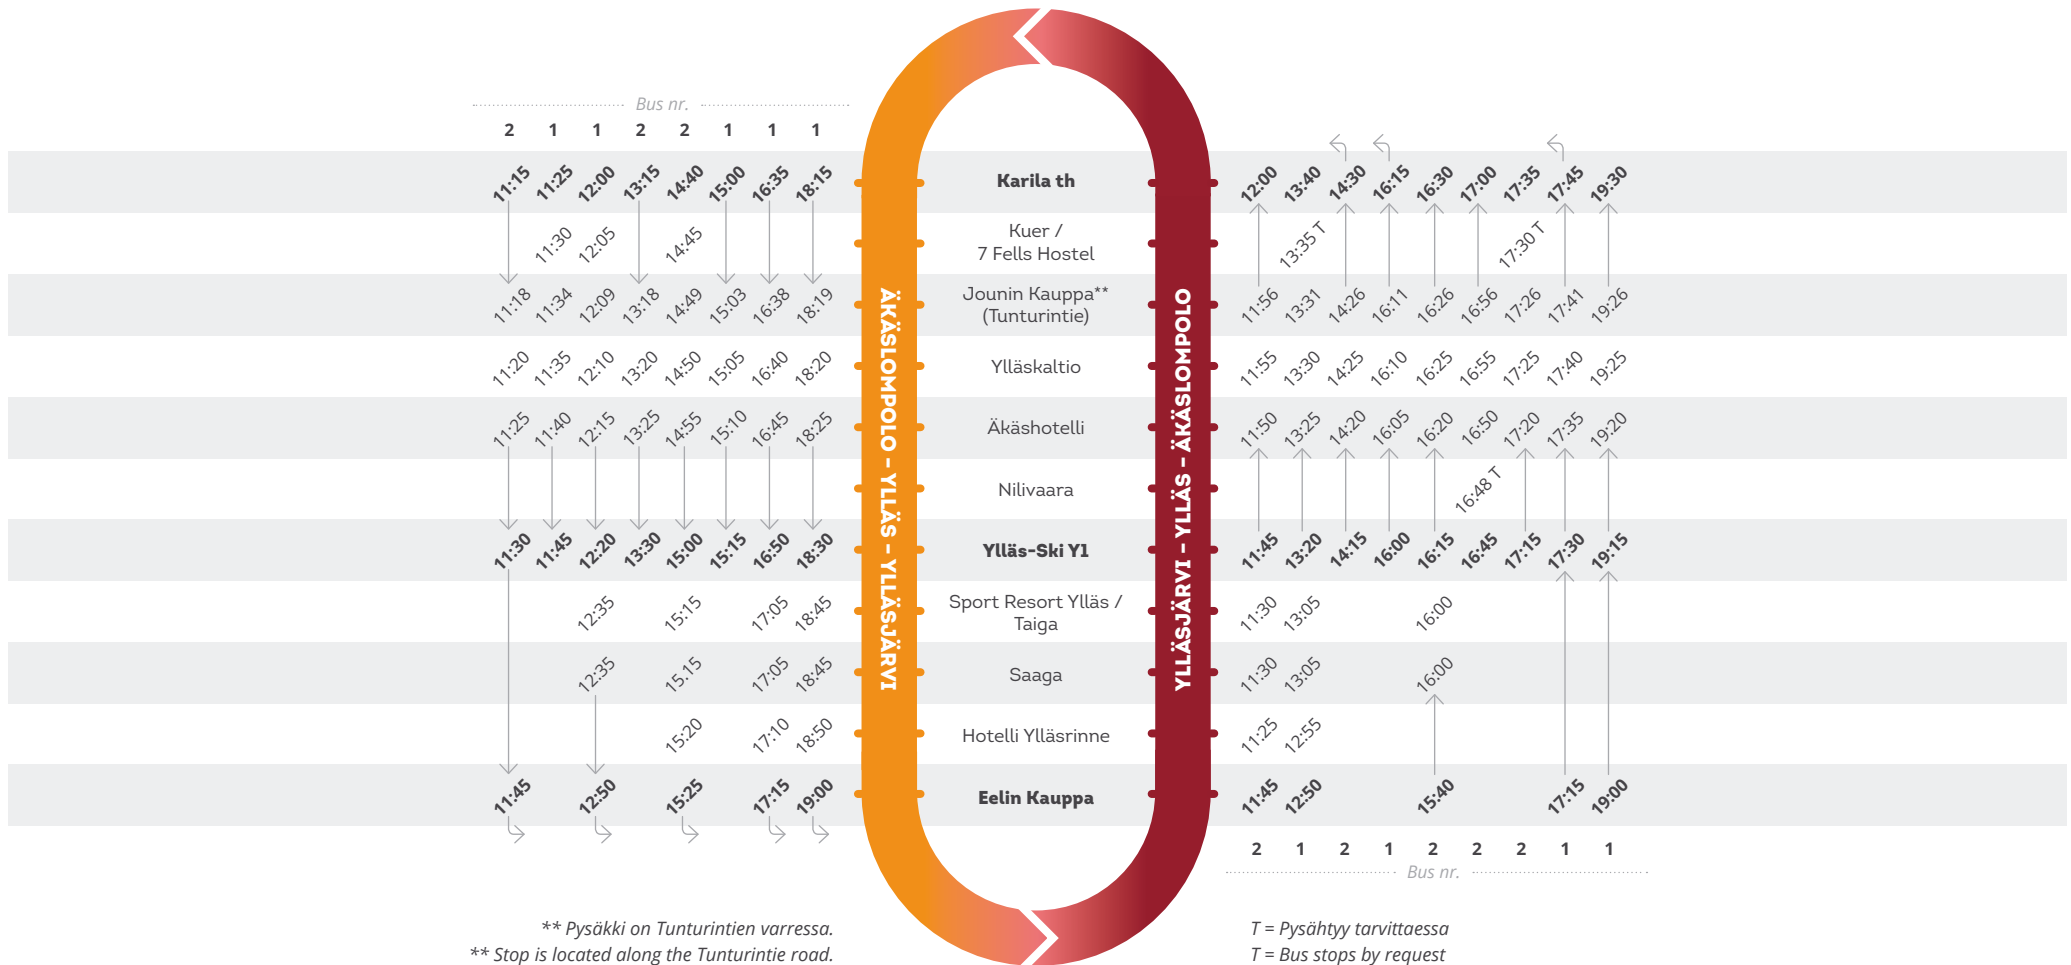 Bus nr.
2 1 1 2 2 1 1 1
11:15 11:25 12:00 13:15 14:40 15:00 16:35 18:15 Karila th 12:00 13:40 14:30 16:15 16:30 17:00 17:35 17:45 19:30
11:30 12:05 14:45 Kuer / 13:35 T 17:30 T
7 Fells Hostel
11:18 11:34 12:09 13:18 14:49 15:03 16:38 18:19 Jounin Kauppa** 11:56 13:31 14:26 16:11 16:26 16:56 17:26 17:41 19:26
(Tunturintie)
11:20 11:35 12:10 13:20 14:50 15:05 16:40 18:20 Ylläskaltio 11:55 13:30 14:25 16:10 16:25 16:55 17:25 17:40 19:25
11:25 11:40 12:15 13:25 14:55 15:10 16:45 18:25 Äkäshotelli 11:50 13:25 14:20 16:05 16:20 16:50 17:20 17:35 19:20
Nilivaara 16:48 T
11:30 11:45 12:20 13:30 15:00 15:15 16:50 18:30 Ylläs-Ski Y1 11:45 13:20 14:15 16:00 16:15 16:45 17:15 17:30 19:15
12:35 15:15 17:05 18:45 Sport Resort Ylläs / 11:30 13:05 16:00
Taiga
12:35 15:15 17:05 18:45 Saaga 11:30 13:05 16:00
15:20 17:10 18:50 Hotelli Ylläsrinne 11:25 12:55
11:45 12:50 15:25 17:15 19:00 Eelin Kauppa 11:45 12:50 15:40 17:15 19:00
ÄKÄSLOMPOLO – YLLÄS – YLLÄSJÄRVI
YLLÄSJÄRVI – YLLÄS – ÄKÄSLOMPOLO
2 1 2 1 2 2 2 1 1
Bus nr.
** Pysäkki on Tunturintien varressa.
** Stop is located along the Tunturintie road.
T = Pysähtyy tarvittaessa
T = Bus stops by request